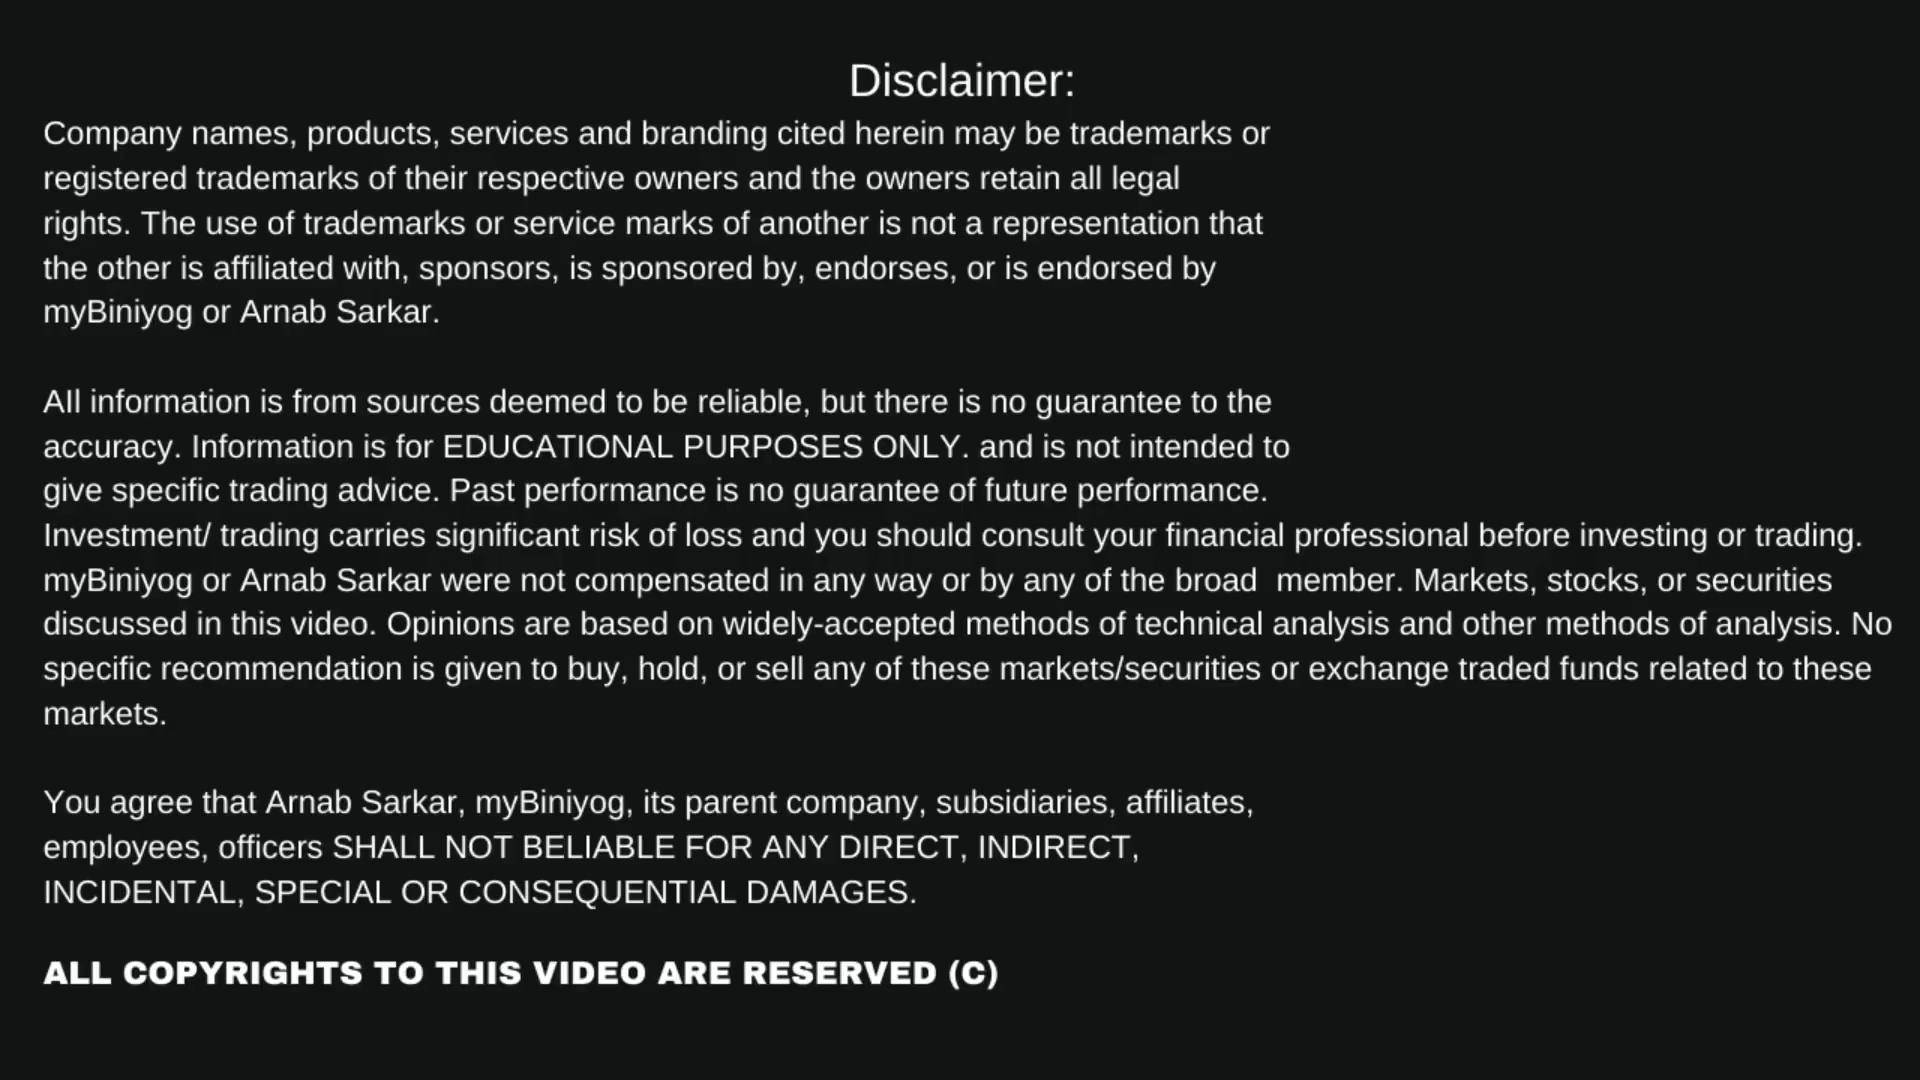 Disclaimer:
Company names, products, services and branding cited herein may be trademarks or
registered trademarks of their respective owners and the owners retain all legal
rights. The use of trademarks or service marks of another is not a representation that
the other is affiliated with, sponsors, is sponsored by, endorses, or is endorsed by
myBiniyog or Arnab Sarkar.
All information is from sources deemed to be reliable, but there is no guarantee to the
accuracy. Information is for EDUCATIONAL PURPOSES ONLY. and is not intended to
give specific trading advice. Past performance is no guarantee of future performance.
Investment/ trading carries significant risk of loss and you should consult your financial professional before investing or trading.
myBiniyog or Arnab Sarkar were not compensated in any way or by any of the broad  member. Markets, stocks, or securities
discussed in this video. Opinions are based on widely-accepted methods of technical analysis and other methods of analysis. No
specific recommendation is given to buy, hold, or sell any of these markets/securities or exchange traded funds related to these
markets.
You agree that Arnab Sarkar, myBiniyog, its parent company, subsidiaries, affiliates,
employees, officers SHALL NOT BELIABLE FOR ANY DIRECT, INDIRECT,
INCIDENTAL, SPECIAL OR CONSEQUENTIAL DAMAGES.
ALL COPYRIGHTS TO THIS VIDEO ARE RESERVED (C)